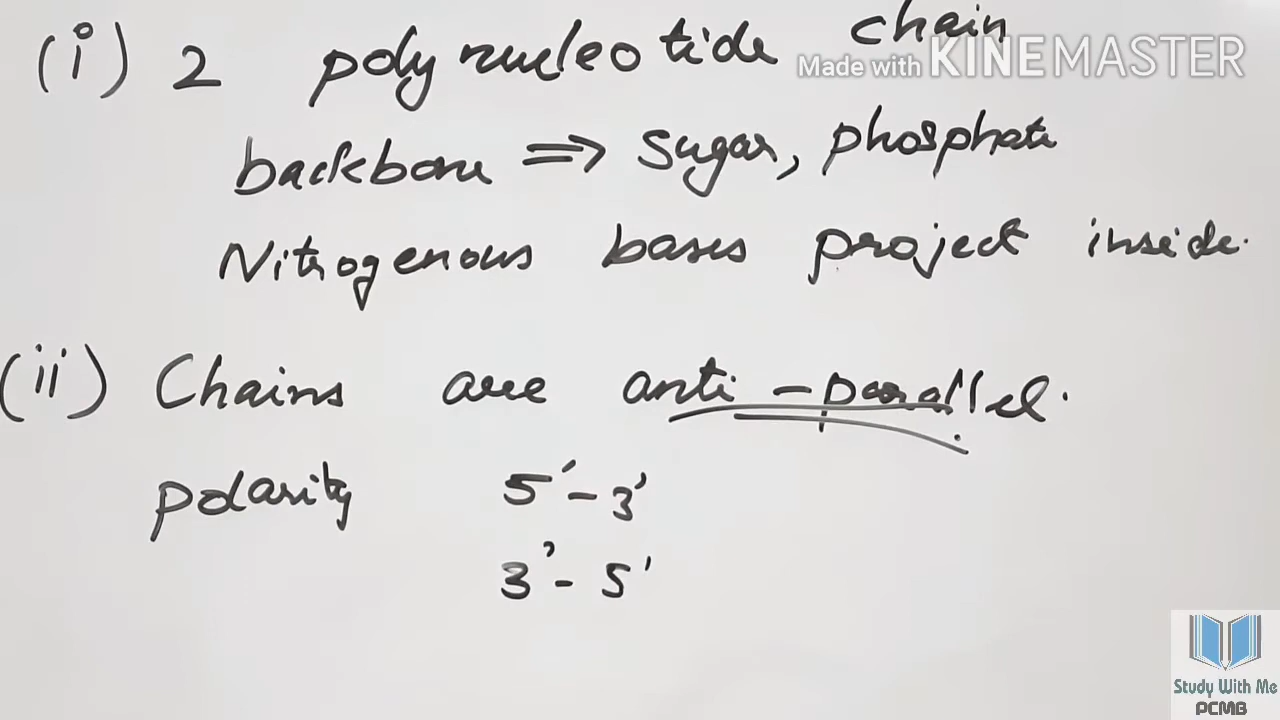 (i) 2 polynucleotide chain
Made with KINEMASTER
backbone ⇒ sugar, phosphate
Nitrogenous bases project inside.
(ii) Chains are anti-parallel.
polarity 5′-3′
3′-5′
Study With Me
PCMB